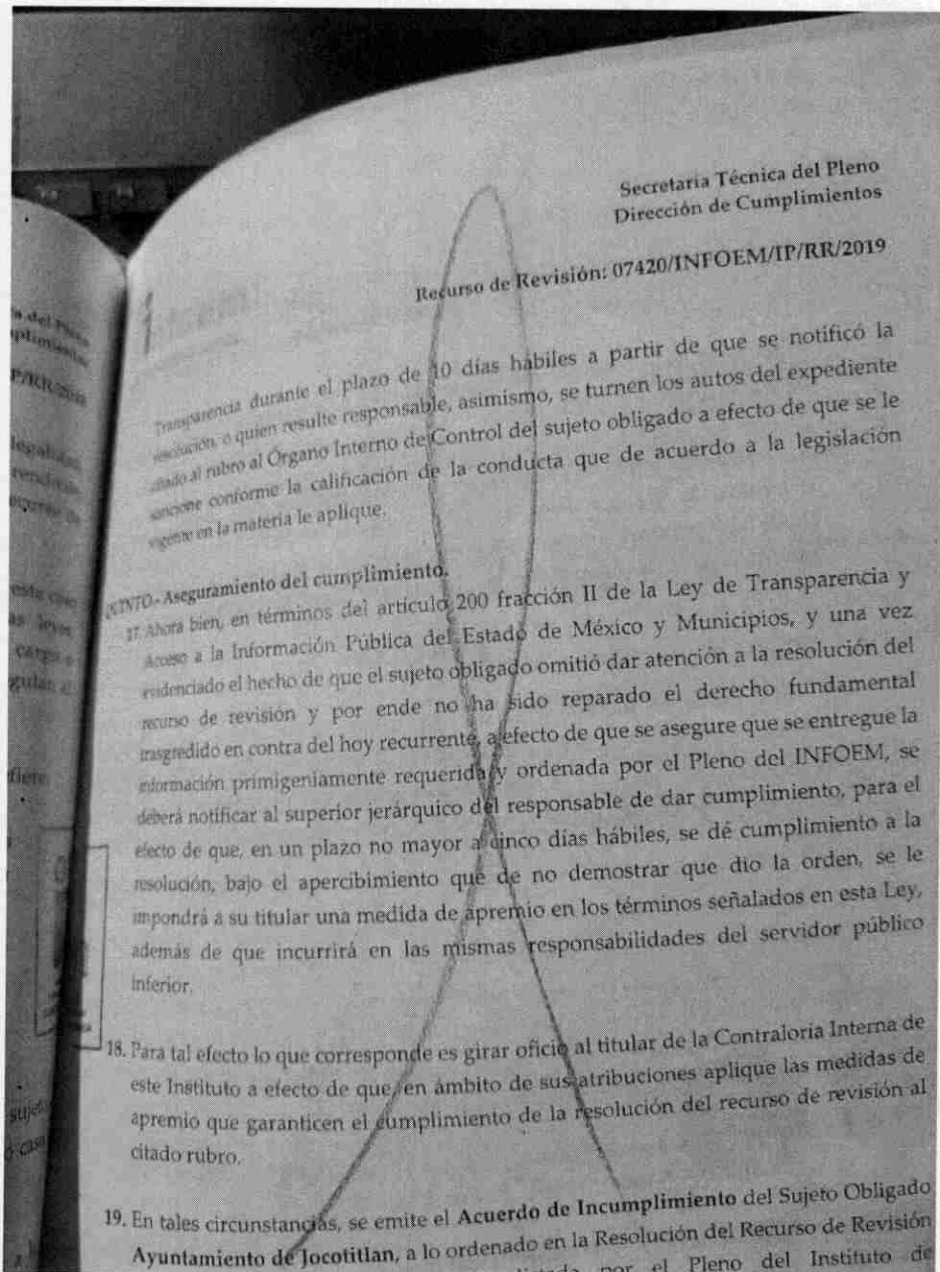 Secretaría Técnica del Pleno
Dirección de Cumplimientos
Recurso de Revisión: 07420/INFOEM/IP/RR/2019
Transparencia durante el plazo de 10 días hábiles a partir de que se notificó la
resolución o quien resulte responsable, asimismo, se turnen los autos del expediente
citado al rubro al Órgano Interno de Control del sujeto obligado a efecto de que se le
sancione conforme la calificación de la conducta que de acuerdo a la legislación
vigente en la materia le aplique.
QUINTO.- Aseguramiento del cumplimiento.
17. Ahora bien, en términos del artículo 200 fracción II de la Ley de Transparencia y
Acceso a la Información Pública del Estado de México y Municipios, y una vez
evidenciado el hecho de que el sujeto obligado omitió dar atención a la resolución del
recurso de revisión y por ende no ha sido reparado el derecho fundamental
trasgredido en contra del hoy recurrente, a efecto de que se asegure que se entregue la
información primigeniamente requerida y ordenada por el Pleno del INFOEM, se
deberá notificar al superior jerárquico del responsable de dar cumplimiento, para el
efecto de que, en un plazo no mayor a cinco días hábiles, se dé cumplimiento a la
resolución, bajo el apercibimiento que de no demostrar que dio la orden, se le
impondrá a su titular una medida de apremio en los términos señalados en esta Ley,
además de que incurrirá en las mismas responsabilidades del servidor público
inferior.
18. Para tal efecto lo que corresponde es girar oficio al titular de la Contraloría Interna de
este Instituto a efecto de que, en ámbito de sus atribuciones aplique las medidas de
apremio que garanticen el cumplimiento de la resolución del recurso de revisión al
citado rubro.
19. En tales circunstancias, se emite el Acuerdo de Incumplimiento del Sujeto Obligado
Ayuntamiento de Jocotitlan, a lo ordenado en la Resolución del Recurso de Revisión
por el Pleno del Instituto de